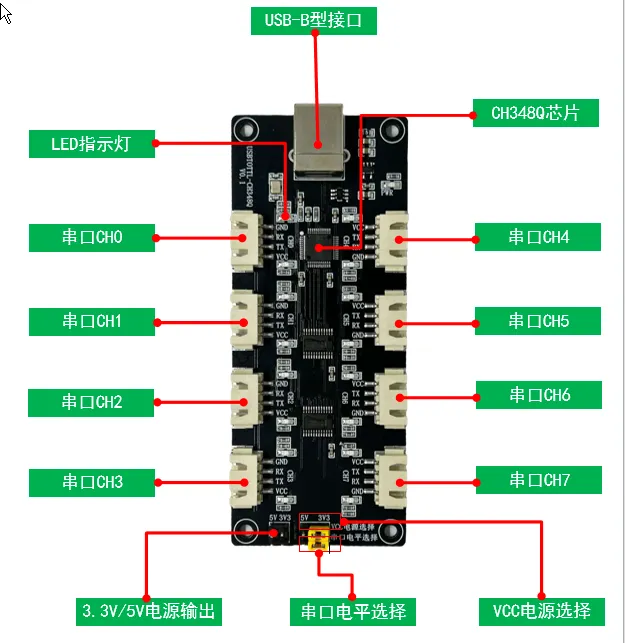 USB-B型接口
CH348Q芯片
LED指示灯
USBTOTTL-CH348Q
V0.1
串口CH0
GND
RX
TX
VCC
CH0
VCC
TX
RX
GND
串口CH4
串口CH1
GND
RX
TX
VCC
CH1
VCC
TX
RX
GND
CH5
串口CH5
串口CH2
GND
RX
TX
VCC
CH2
VCC
TX
RX
GND
CH6
串口CH6
串口CH3
GND
RX
TX
VCC
CH3
VCC
TX
RX
GND
CH7
串口CH7
5V 3V3
5V 3V3
VCC电源选择
串口电平选择
3.3V/5V电源输出
串口电平选择
VCC电源选择